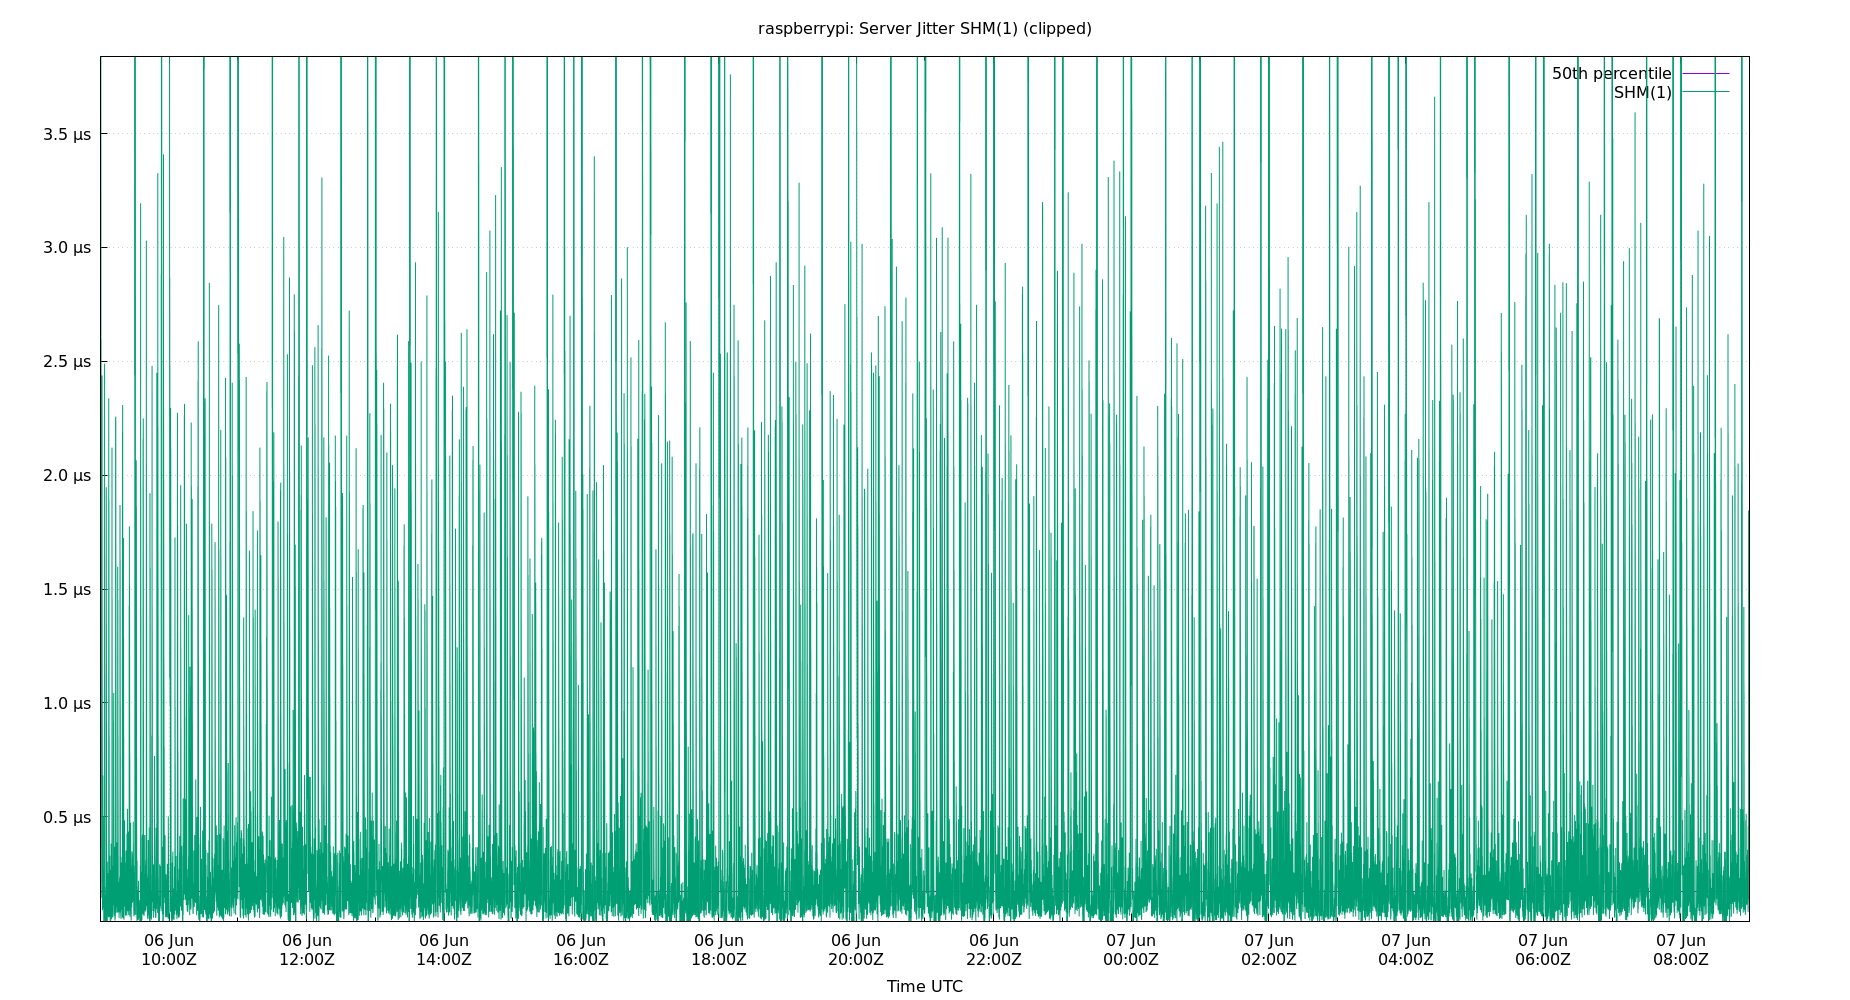 raspberrypi: Server Jitter SHM(1) (clipped)
50th percentile
SHM(1)
3.5 µs
3.0 µs
2.5 µs
2.0 µs
1.5 µs
1.0 µs
0.5 µs
06 Jun 06 Jun 06 Jun 06 Jun 06 Jun 06 Jun 06 Jun 07 Jun 07 Jun 07 Jun 07 Jun 07 Jun
10:00Z 12:00Z 14:00Z 16:00Z 18:00Z 20:00Z 22:00Z 00:00Z 02:00Z 04:00Z 06:00Z 08:00Z
Time UTC